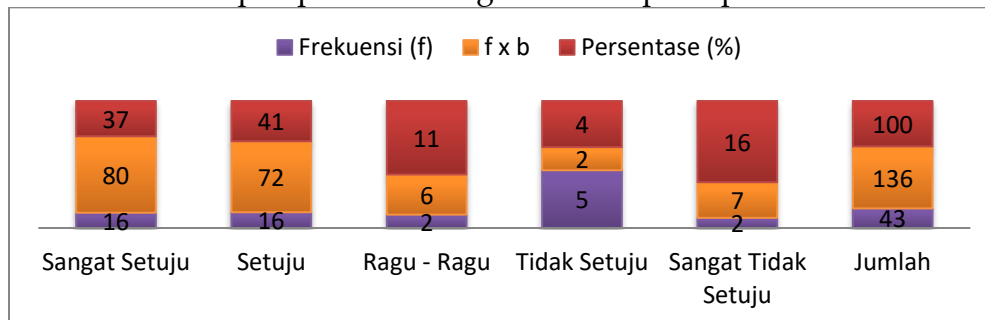 Frekuensi (f) f x b Persentase (%)
37 41 11 4 16 100
80 72 6 2 7 136
16 16 2 5 2 43
Sangat Setuju Setuju Ragu - Ragu Tidak Setuju Sangat Tidak Setuju Jumlah